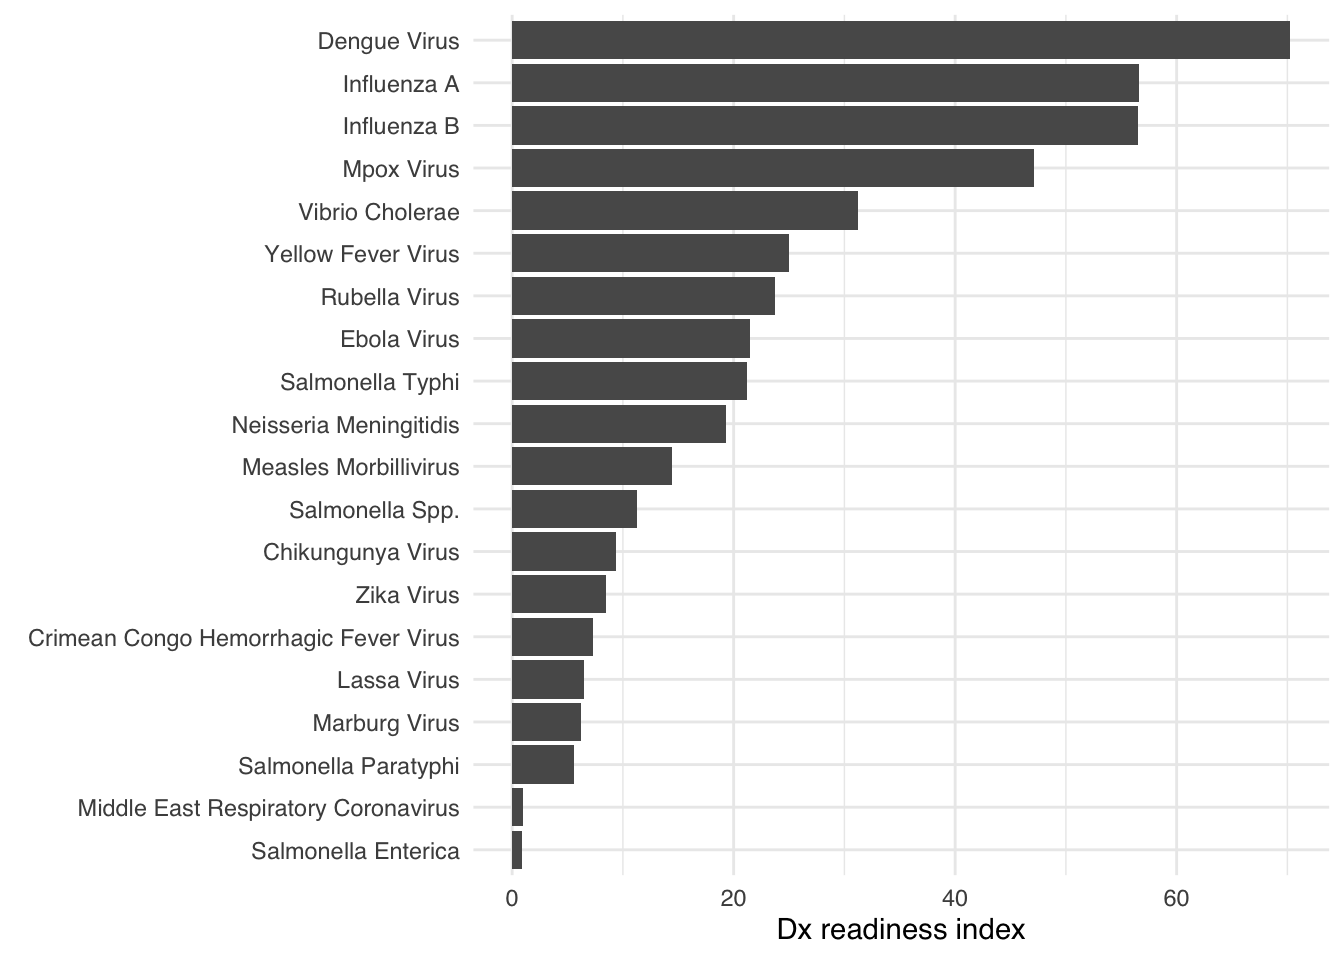 Dengue Virus
Influenza A
Influenza B
Mpox Virus
Vibrio Cholerae
Yellow Fever Virus
Rubella Virus
Ebola Virus
Salmonella Typhi
Neisseria Meningitidis
Measles Morbillivirus
Salmonella Spp.
Chikungunya Virus
Zika Virus
Crimean Congo Hemorrhagic Fever Virus
Lassa Virus
Marburg Virus
Salmonella Paratyphi
Middle East Respiratory Coronavirus
Salmonella Enterica
0 20 40 60
Dx readiness index